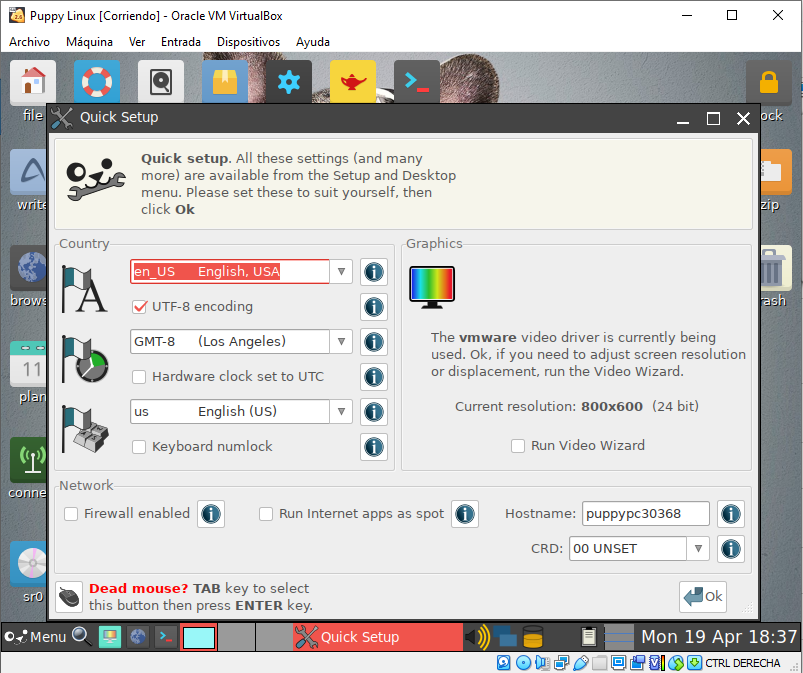 Puppy Linux [Corriendo] - Oracle VM VirtualBox
Archivo Máquina Ver Entrada Dispositivos Ayuda
file
Quick Setup
ock
Quick setup. All these settings (and many
more) are available from the Setup and Desktop
menu. Please set these to suit yourself, then
click Ok
write
zip
Country
Graphics
en_US English, USA
UTF-8 encoding
brows
rash
GMT-8 (Los Angeles)
The vmware video driver is currently being
used. Ok, if you need to adjust screen resolution
or displacement, run the Video Wizard.
11
Hardware clock set to UTC
plan
us English (US)
Current resolution: 800x600 (24 bit)
Keyboard numlock
Run Video Wizard
Network
conne
Firewall enabled
Run Internet apps as spot
Hostname: puppypc30368
CRD: 00 UNSET
Dead mouse? TAB key to select
this button then press ENTER key.
Ok
sr0
Menu
Quick Setup
Mon 19 Apr 18:37
CTRL DERECHA